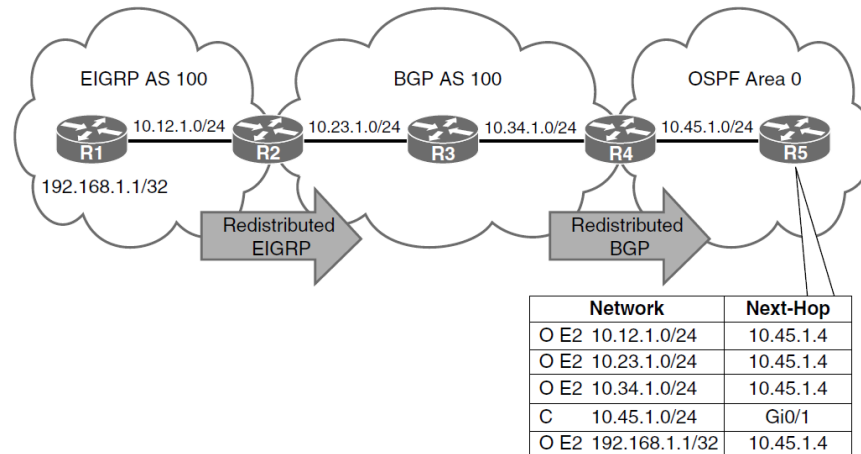 EIGRP AS 100
BGP AS 100
OSPF Area 0
10.12.1.0/24
10.23.1.0/24
10.34.1.0/24
10.45.1.0/24
R1
R2
R3
R4
R5
192.168.1.1/32
Redistributed
EIGRP
Redistributed
BGP
Network Next-Hop
O E2 10.12.1.0/24 10.45.1.4
O E2 10.23.1.0/24 10.45.1.4
O E2 10.34.1.0/24 10.45.1.4
C 10.45.1.0/24 Gi0/1
O E2 192.168.1.1/32 10.45.1.4